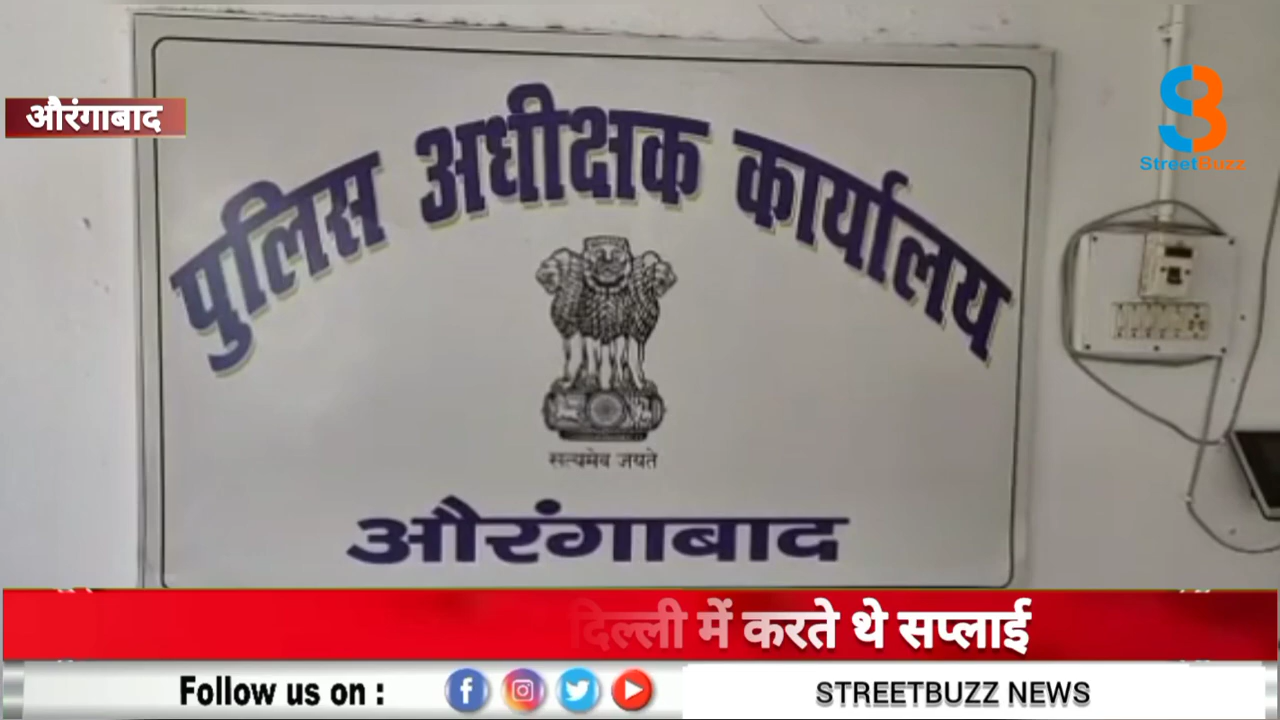 औरंगाबाद
StreetBuzz
पुलिस अधीक्षक कार्यालय
सत्यमेव जयते
औरंगाबाद
दिल्ली में करते थे सप्लाई
Follow us on :
STREETBUZZ NEWS